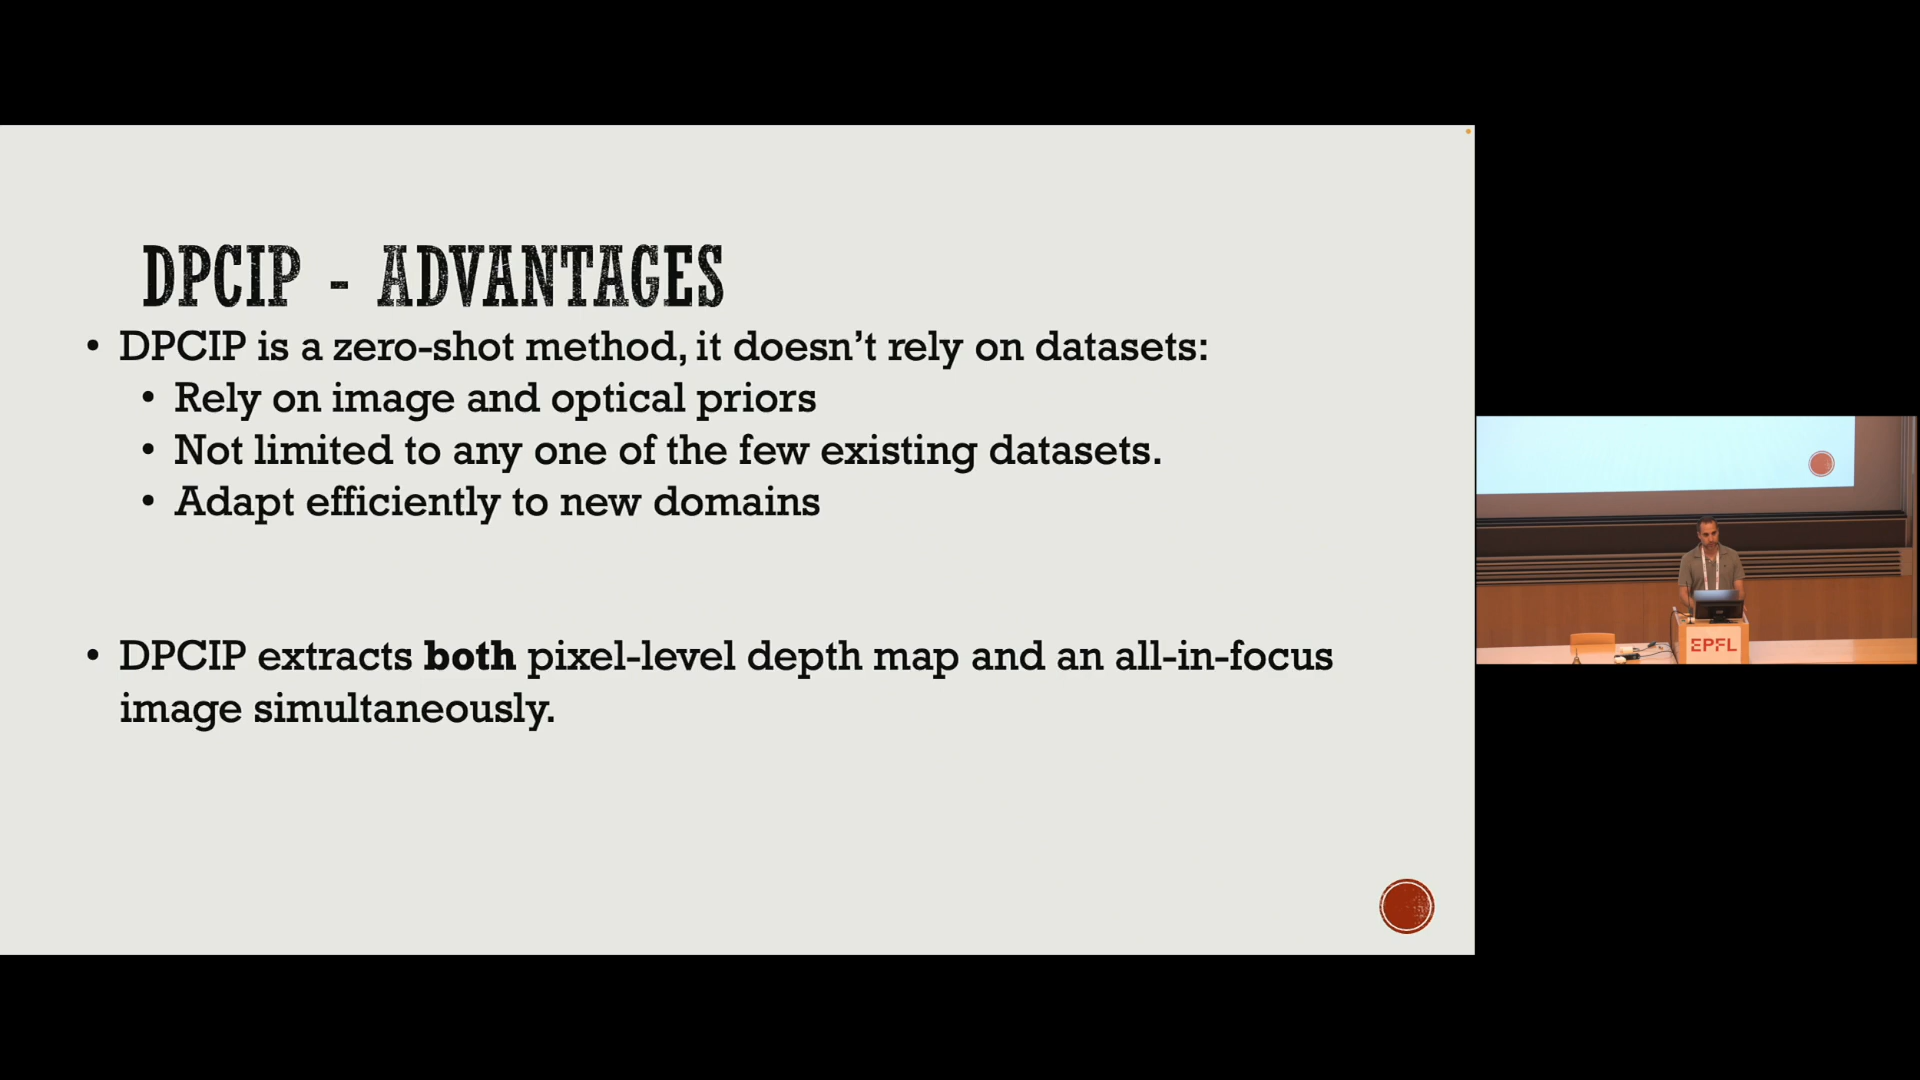 DPCIP - ADVANTAGES
• DPCIP is a zero-shot method, it doesn’t rely on datasets:
• Rely on image and optical priors
• Not limited to any one of the few existing datasets.
• Adapt efficiently to new domains
• DPCIP extracts both pixel-level depth map and an all-in-focus
image simultaneously.
EPFL